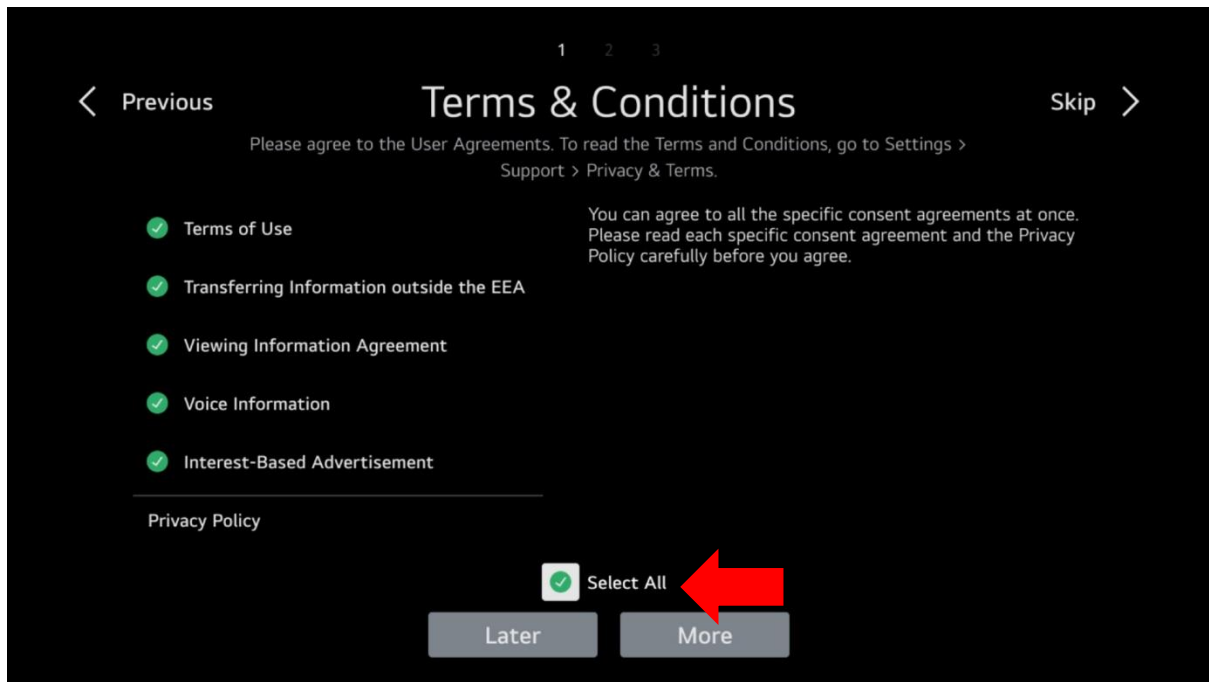 1 2 3
Previous
Terms & Conditions
Skip
Please agree to the User Agreements. To read the Terms and Conditions, go to Settings >
Support > Privacy & Terms.
Terms of Use
Transferring Information outside the EEA
Viewing Information Agreement
Voice Information
Interest-Based Advertisement
Privacy Policy
You can agree to all the specific consent agreements at once.
Please read each specific consent agreement and the Privacy
Policy carefully before you agree.
Select All
Later
More